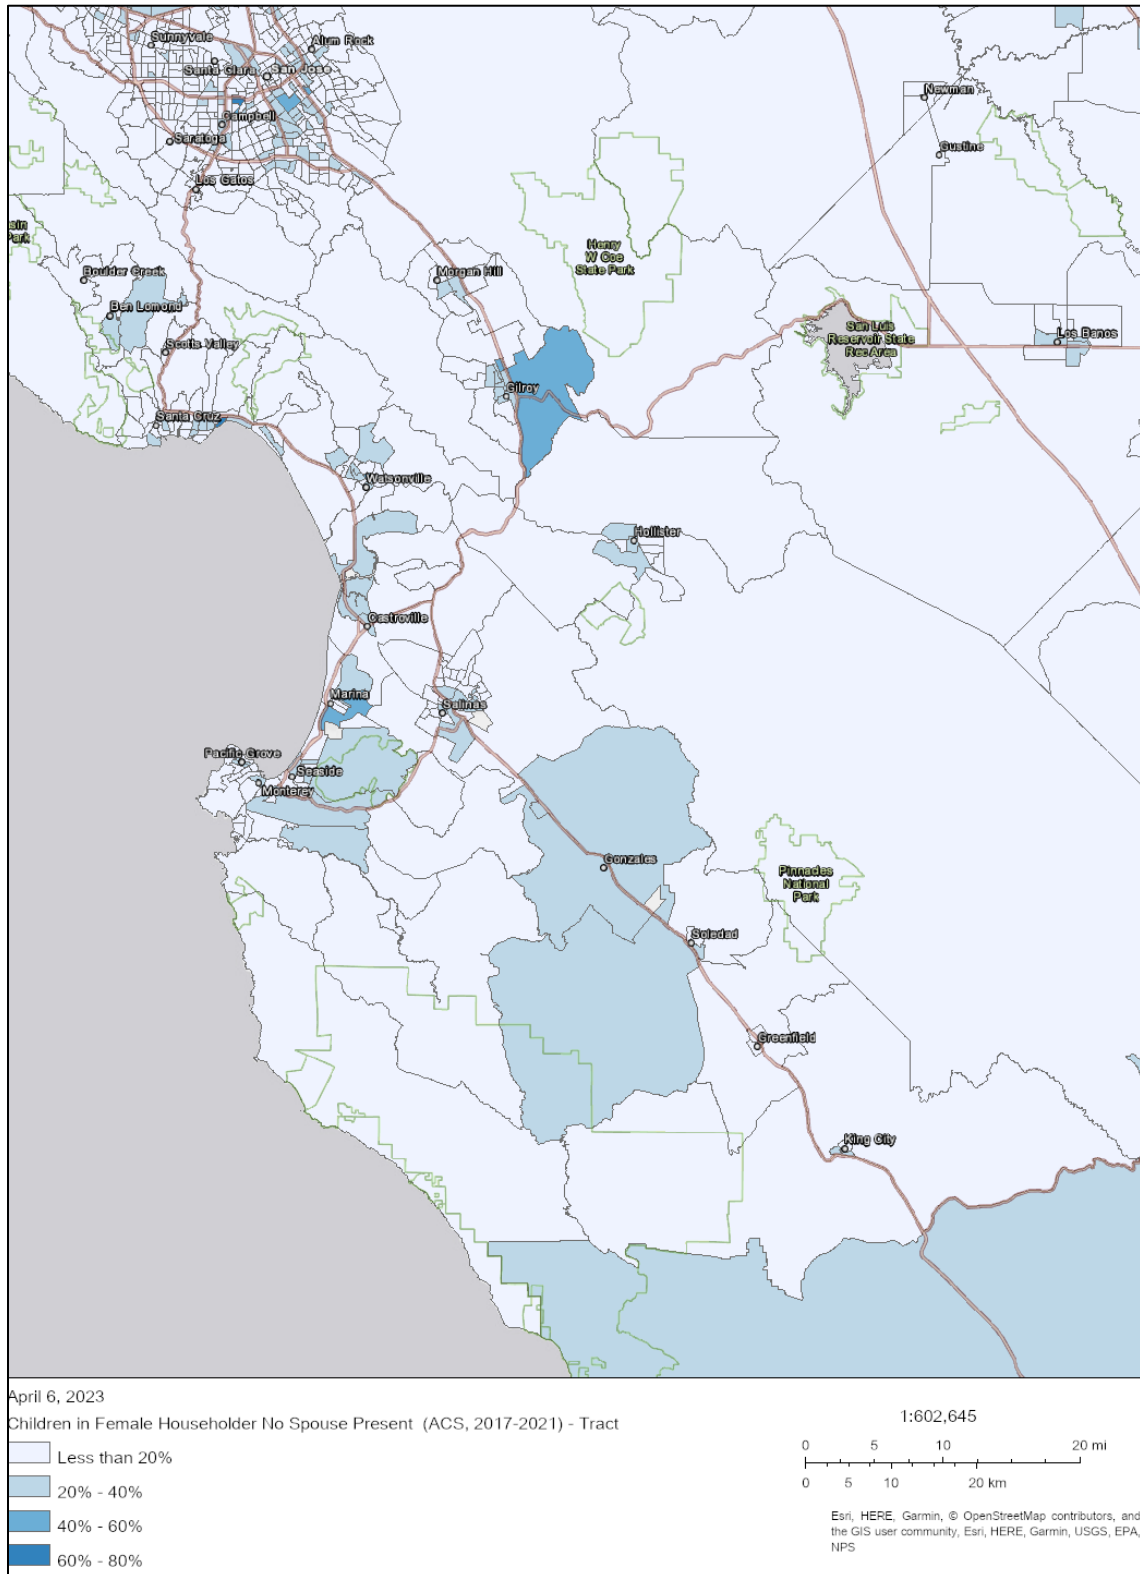 Sunnyvale
Alum Rock
Santa Clara
San Jose
Newman
Campbell
Saratoga
Gustine
Los Gatos
sin
Park
Henry
W Coe
State Park
Boulder Creek
Morgan Hill
Ben Lomond
San Luis
Reservoir State
Rec Area
Los Banos
Scotts Valley
Gilroy
Santa Cruz
Watsonville
Hollister
Castroville
Marina
Salinas
Pacific Grove
Seaside
Monterey
Gonzales
Pinnacles
National
Park
Soledad
Greenfield
King City
April 6, 2023
Children in Female Householder No Spouse Present (ACS, 2017-2021) - Tract
Less than 20%
20% - 40%
40% - 60%
60% - 80%
1:602,645
0 5 10 20 mi
0 5 10 20 km
Esri, HERE, Garmin, © OpenStreetMap contributors, and
the GIS user community, Esri, HERE, Garmin, USGS, EPA,
NPS